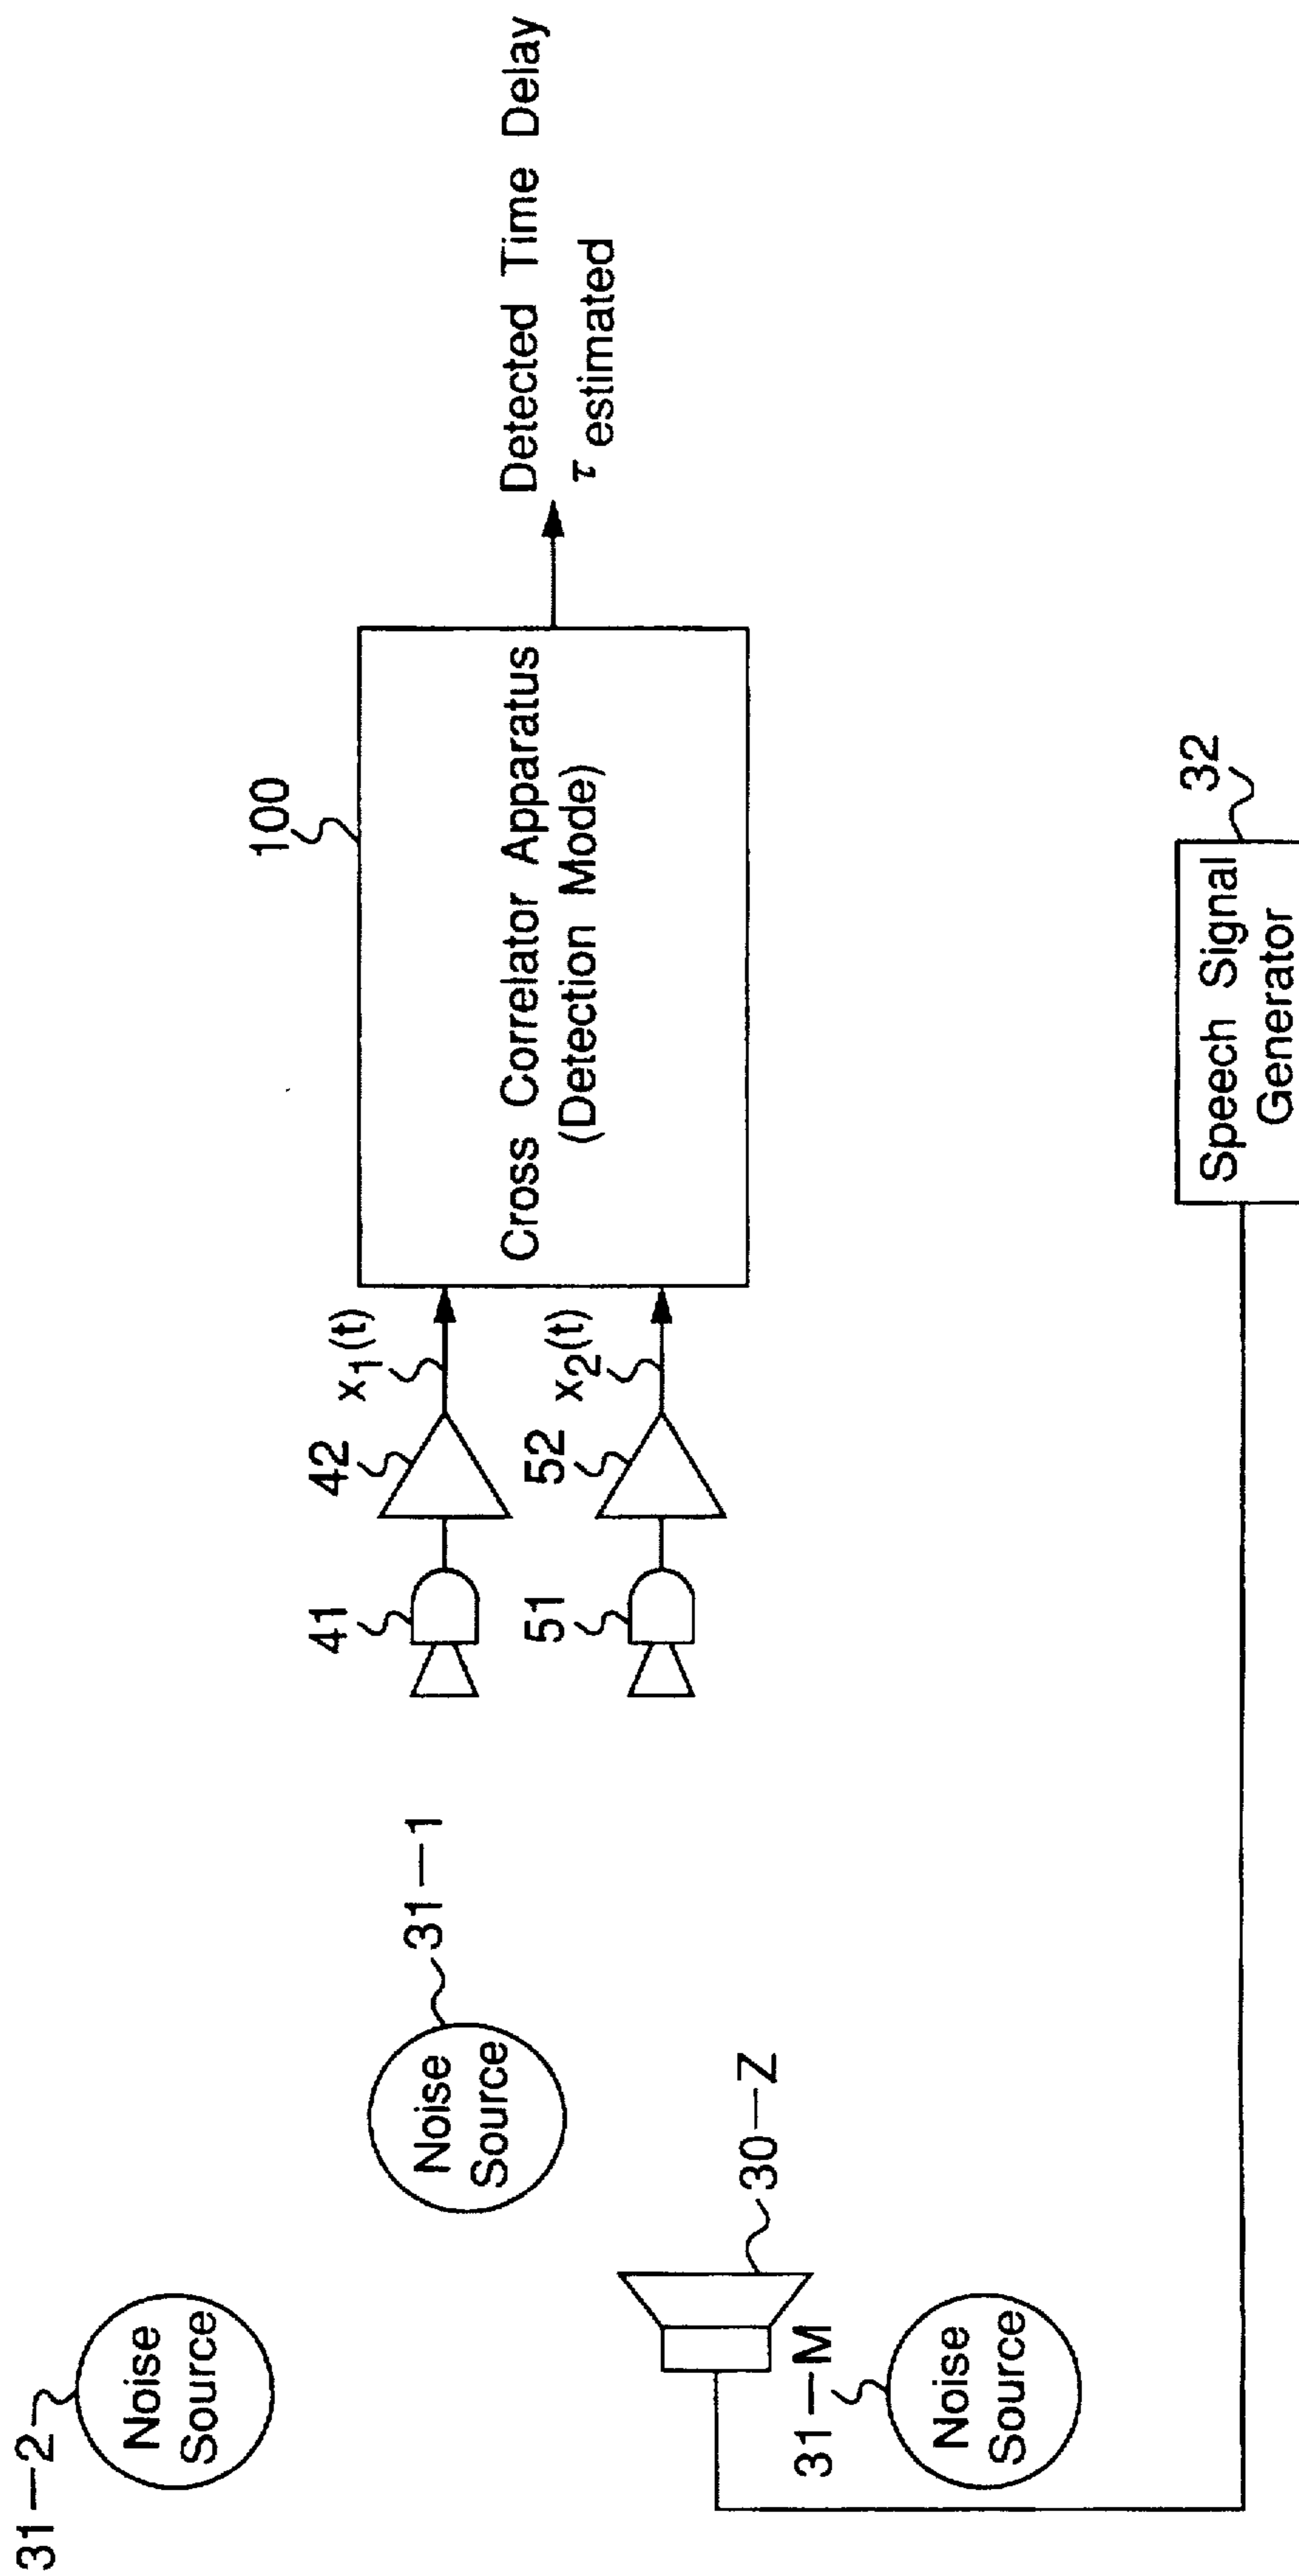 31—2
Noise
Source
31—1
Noise
Source
30—Z
31—M
Noise
Source
41
42
x1(t)
51
52
x2(t)
100
Cross Correlator Apparatus
(Detection Mode)
Detected Time Delay
τ estimated
32
Speech Signal
Generator